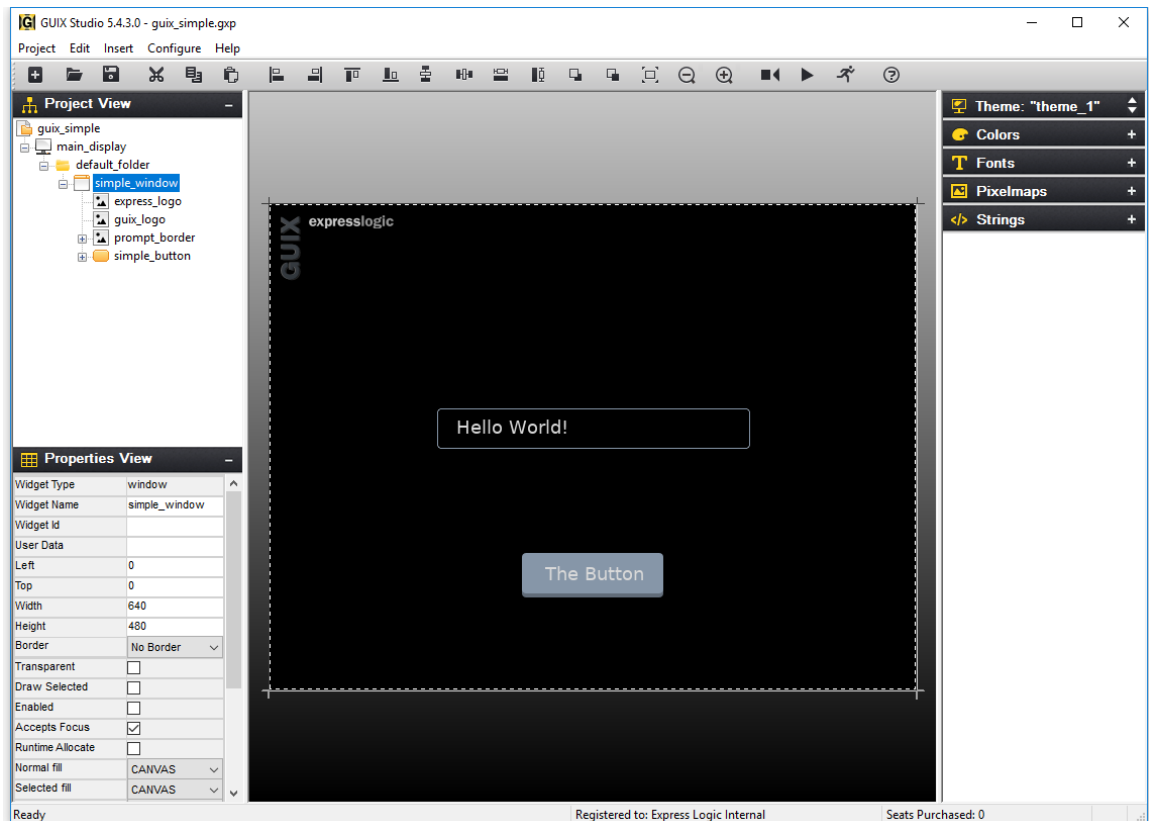 GUIX Studio 5.4.3.0 - guix_simple.gxp
Project Edit Insert Configure Help
Project View
guix_simple
main_display
default_folder
simple_window
express_logo
guix_logo
prompt_border
simple_button
Properties View
Widget Type window
Widget Name simple_window
Widget Id
User Data
Left 0
Top 0
Width 640
Height 480
Border No Border
Transparent
Draw Selected
Enabled
Accepts Focus
Runtime Allocate
Normal fill CANVAS
Selected fill CANVAS
GUIX
expresslogic
Hello World!
The Button
Theme: "theme_1"
Colors
Fonts
Pixelmaps
Strings
Ready
Registered to: Express Logic Internal
Seats Purchased: 0